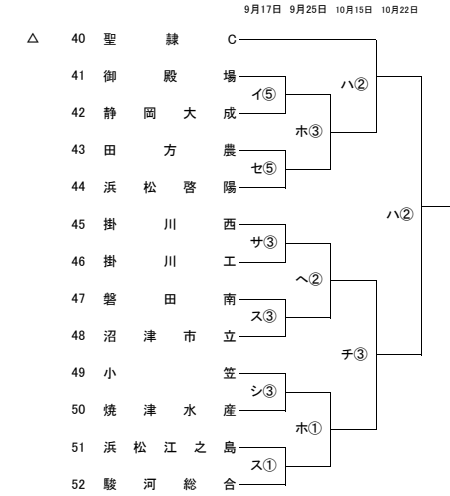 9月17日 9月25日 10月15日 10月22日
△ 40 聖隷C
41 御殿場
ハ②
イ⑤
42 静岡大成
ホ③
43 田方農
セ⑤
44 浜松啓陽
ハ②
45 掛川西
サ③
46 掛川工
ヘ②
47 磐田南
ス③
48 沼津市立
チ③
49 小笠
シ③
50 焼津水産
ホ①
51 浜松江之島
ス①
52 駿河総合